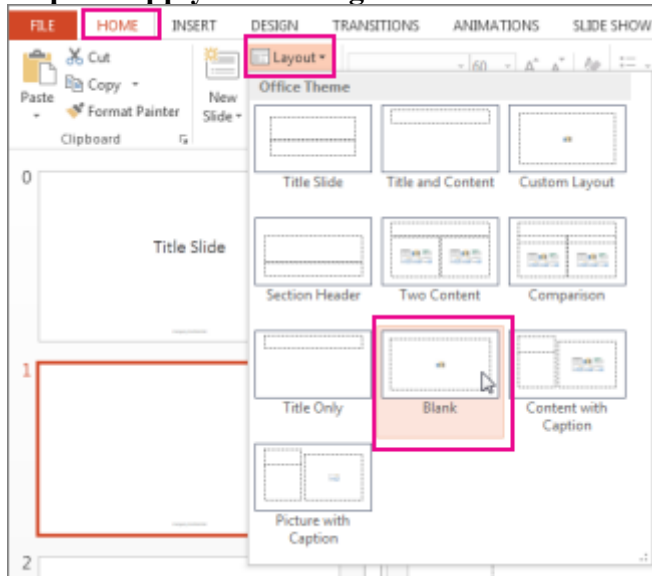 FILE HOME INSERT DESIGN TRANSITIONS ANIMATIONS SLIDE SHOW
Cut
Copy
Format Painter
Paste
Clipboard
New
Slide
Layout
60
Office Theme
Title Slide Title and Content Custom Layout
Section Header Two Content Comparison
Title Only Blank Content with
Caption
Picture with
Caption
0
Title Slide
1
2